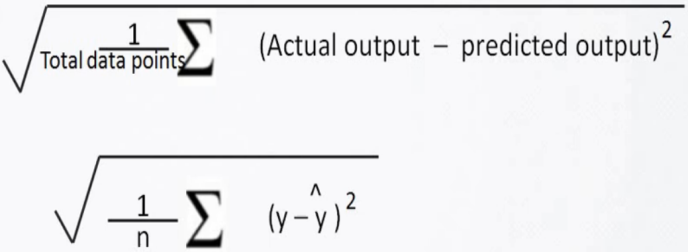 √ 1 / Total data points ∑ (Actual output − predicted output)²
√ 1 / n ∑ (y − ŷ)²